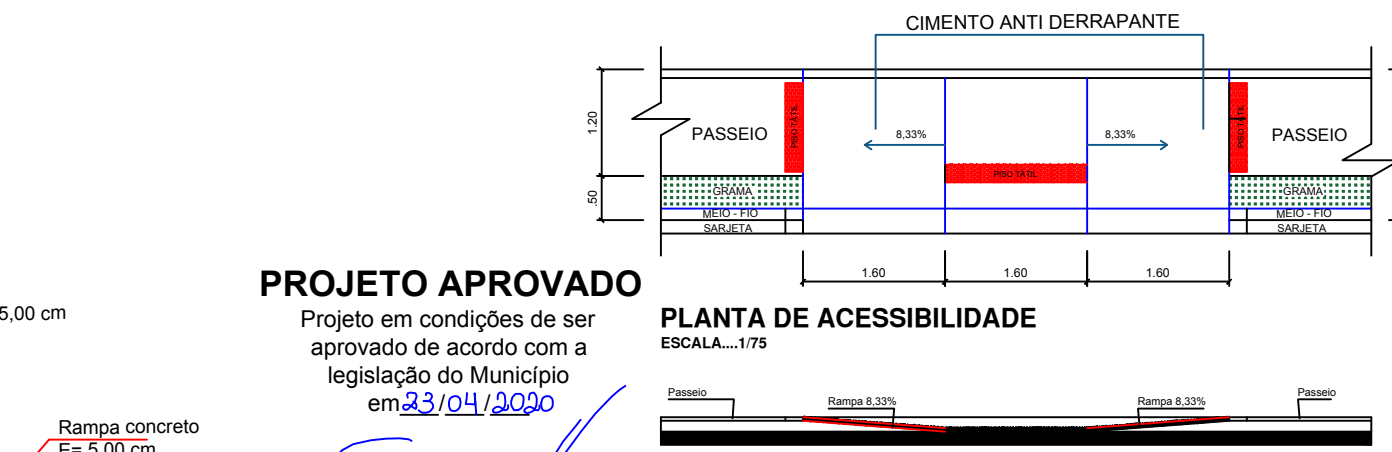 CIMENTO ANTI DERRAPANTE
1.20
.50
PASSEIO
PISO TÁTIL
8,33%
8,33%
PISO TÁTIL
PISO TÁTIL
PASSEIO
GRAMA
GRAMA
MEIO - FIO
MEIO - FIO
SARJETA
SARJETA
1.60
1.60
1.60
PROJETO APROVADO
Projeto em condições de ser
aprovado de acordo com a
legislação do Município
em 23/04/2020
5,00 cm
PLANTA DE ACESSIBILIDADE
ESCALA....1/75
Passeio
Rampa 8,33%
Rampa 8,33%
Passeio
Rampa concreto
E= 5,00 cm